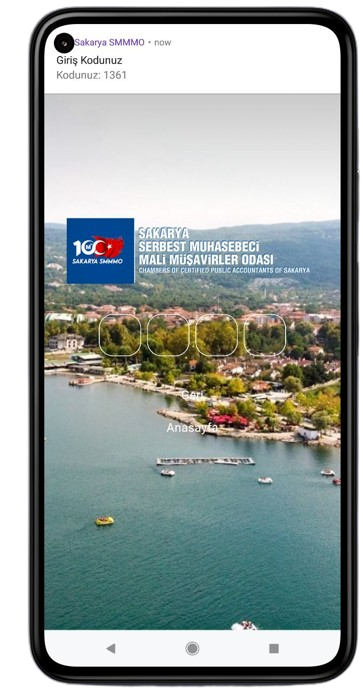 Sakarya SMMMO • now
Giriş Kodunuz
Kodunuz: 1361
100
SAKARYA SMMMO
SAKARYA
SERBEST MUHASEBECİ
MALİ MÜŞAVİRLER ODASI
CHAMBERS OF CERTIFIED PUBLIC ACCOUNTANTS OF SAKARYA
Geri
Anasayfa